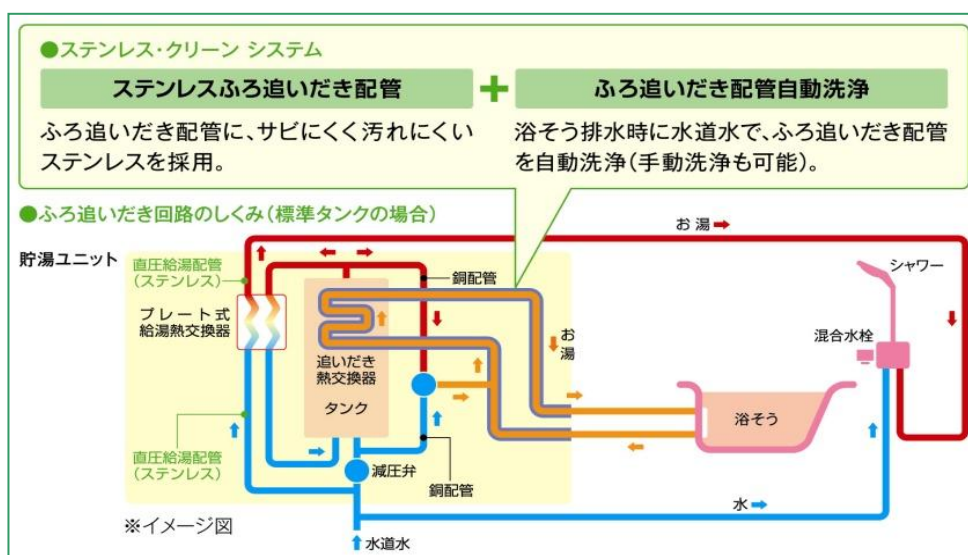 ●ステンレス・クリーン システム
ステンレスふろ追いだき配管
+
ふろ追いだき配管自動洗浄
ふろ追いだき配管に、サビにくく汚れにくい
ステンレスを採用。
浴そう排水時に水道水で、ふろ追いだき配管
を自動洗浄(手動洗浄も可能)。
●ふろ追いだき回路のしくみ(標準タンクの場合)
お 湯
貯湯ユニット
直圧給湯配管
(ステンレス)
銅配管
シャワー
プレート式
給湯熱交換器
お
湯
混合水栓
追いだき
熱交換器
タンク
浴そう
直圧給湯配管
(ステンレス)
減圧弁
銅配管
水
※イメージ図
水道水